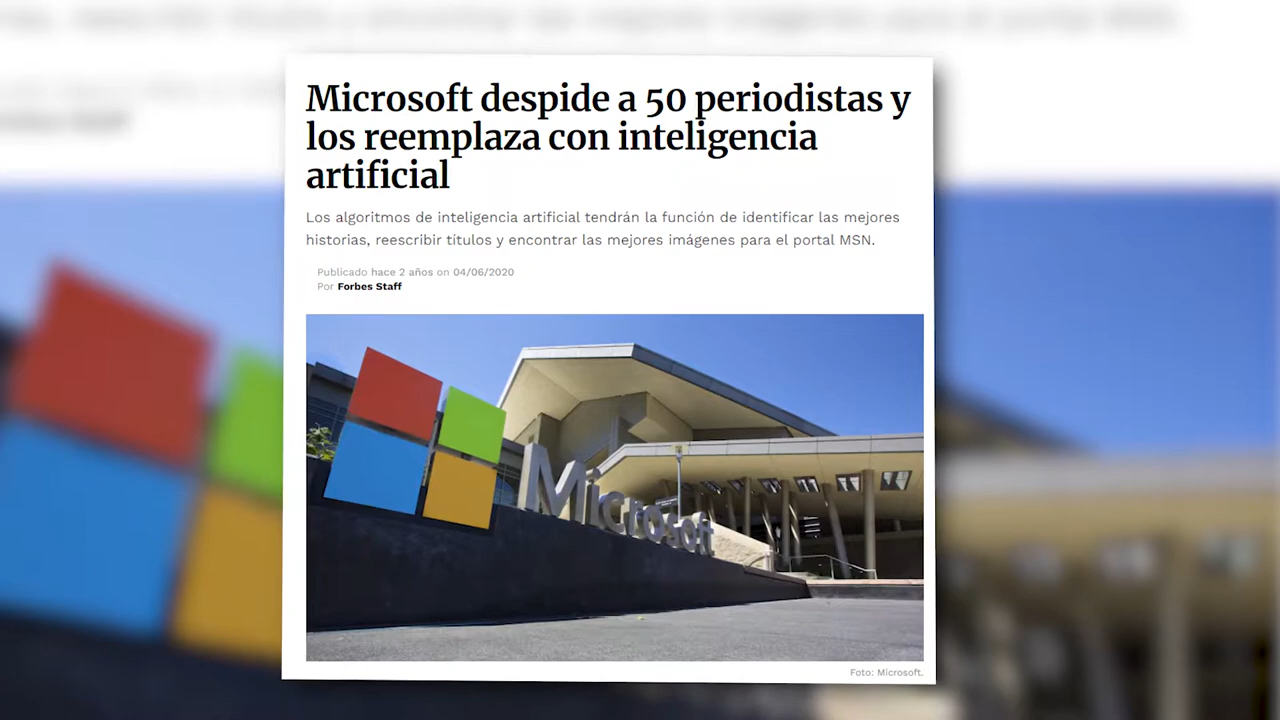 Microsoft despide a 50 periodistas y
los reemplaza con inteligencia
artificial
Los algoritmos de inteligencia artificial tendrán la función de identificar las mejores
historias, reescribir títulos y encontrar las mejores imágenes para el portal MSN.
Publicado hace 2 años on 04/06/2020
Por Forbes Staff
Microsoft
Foto: Microsoft.